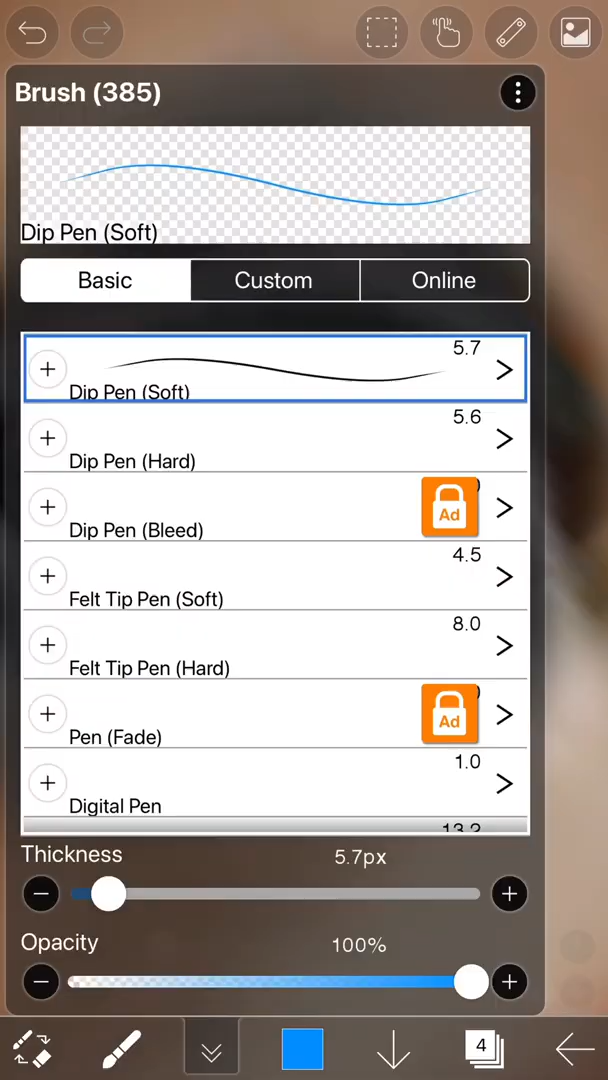 Brush (385)
Dip Pen (Soft)
Basic Custom Online
5.7
Dip Pen (Soft)
5.6
Dip Pen (Hard)
Ad
Dip Pen (Bleed)
4.5
Felt Tip Pen (Soft)
8.0
Felt Tip Pen (Hard)
Ad
Pen (Fade)
1.0
Digital Pen
13.2
Thickness 5.7px
Opacity 100%
4